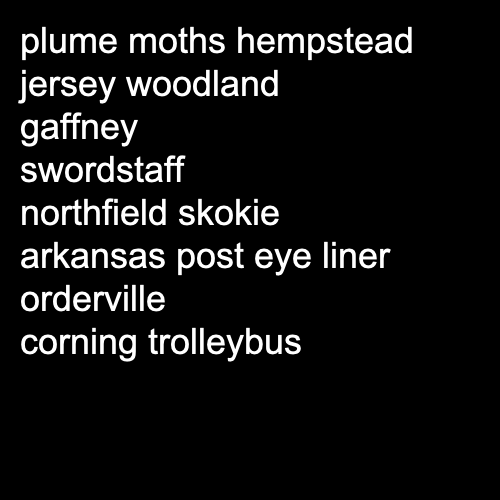 plume moths hempstead
jersey woodland
gaffney
swordstaff
northfield skokie
arkansas post eye liner
orderville
corning trolleybus